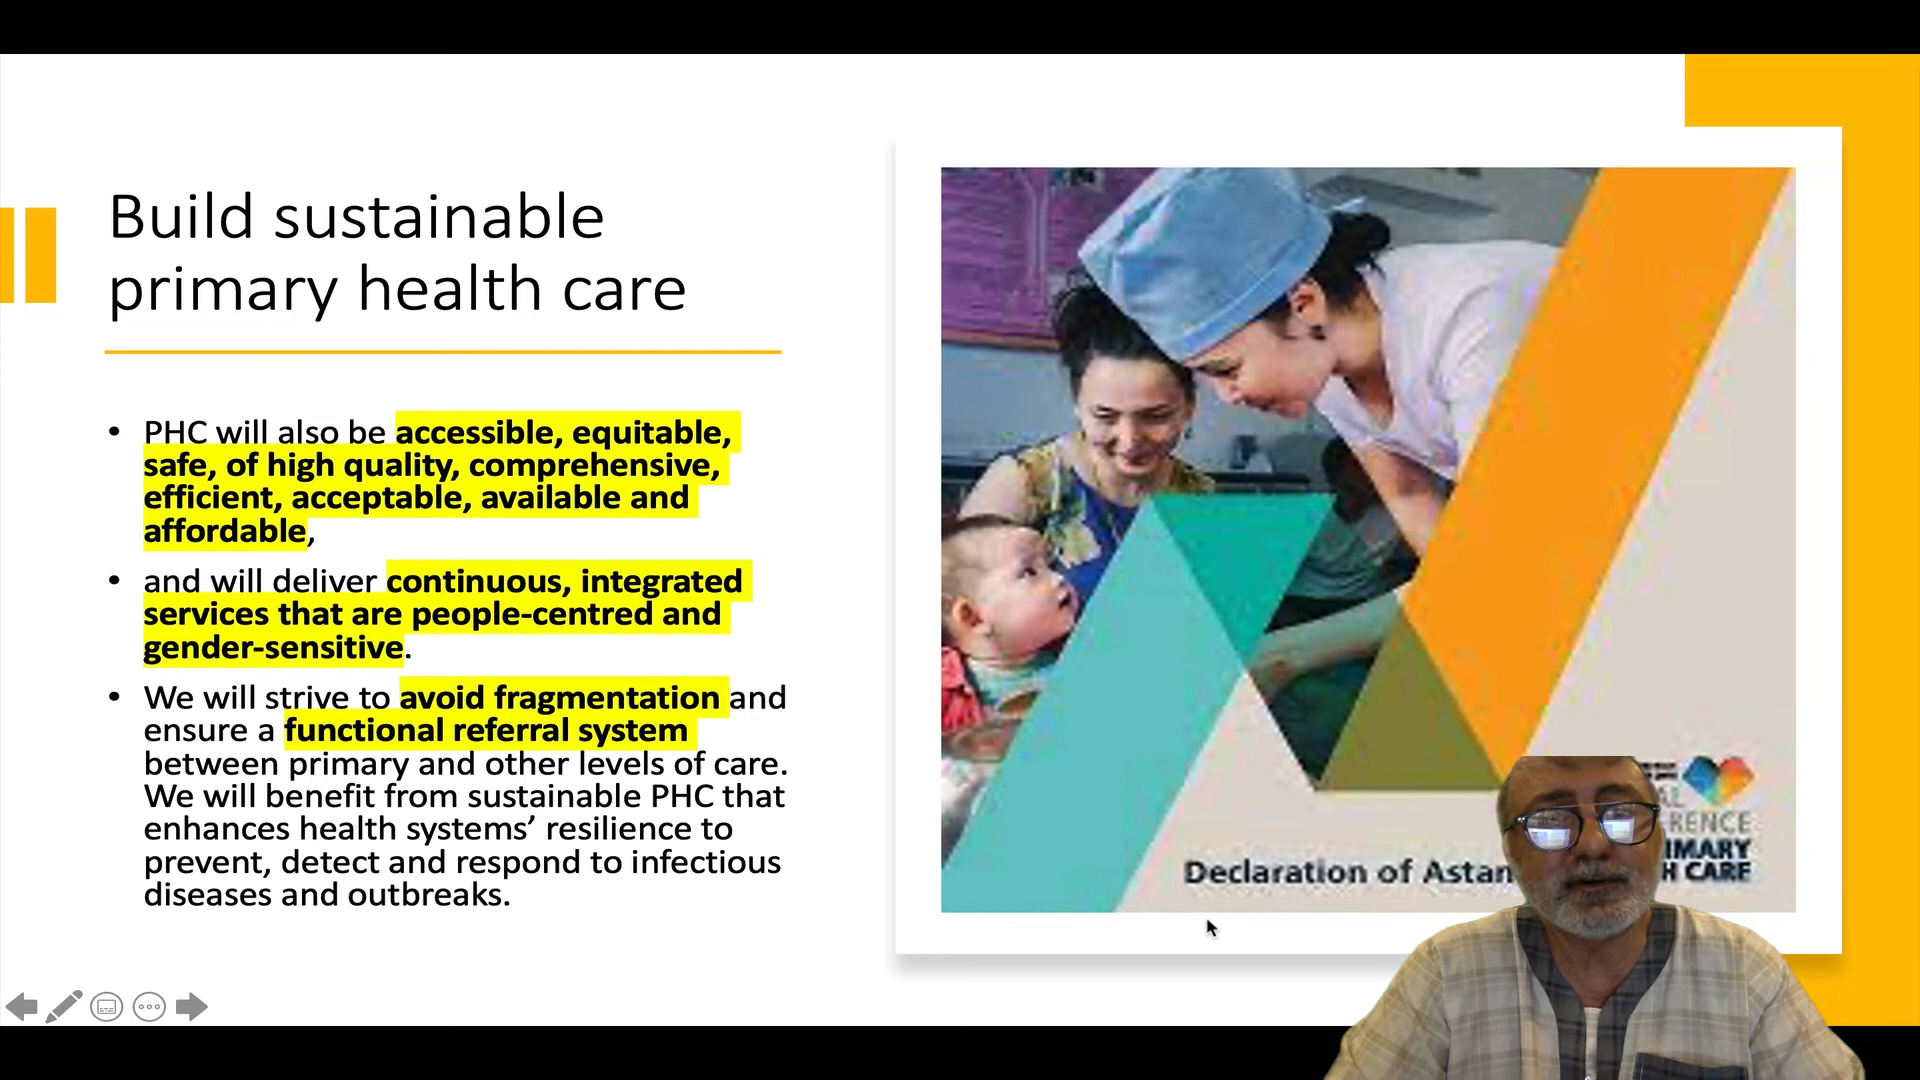 Build sustainable
primary health care
• PHC will also be accessible, equitable,
safe, of high quality, comprehensive,
efficient, acceptable, available and
affordable,
• and will deliver continuous, integrated
services that are people-centred and
gender-sensitive.
• We will strive to avoid fragmentation and
ensure a functional referral system
between primary and other levels of care.
We will benefit from sustainable PHC that
enhances health systems’ resilience to
prevent, detect and respond to infectious
diseases and outbreaks.
Declaration of Astan
AL
RENCE
IMARY
H CARE